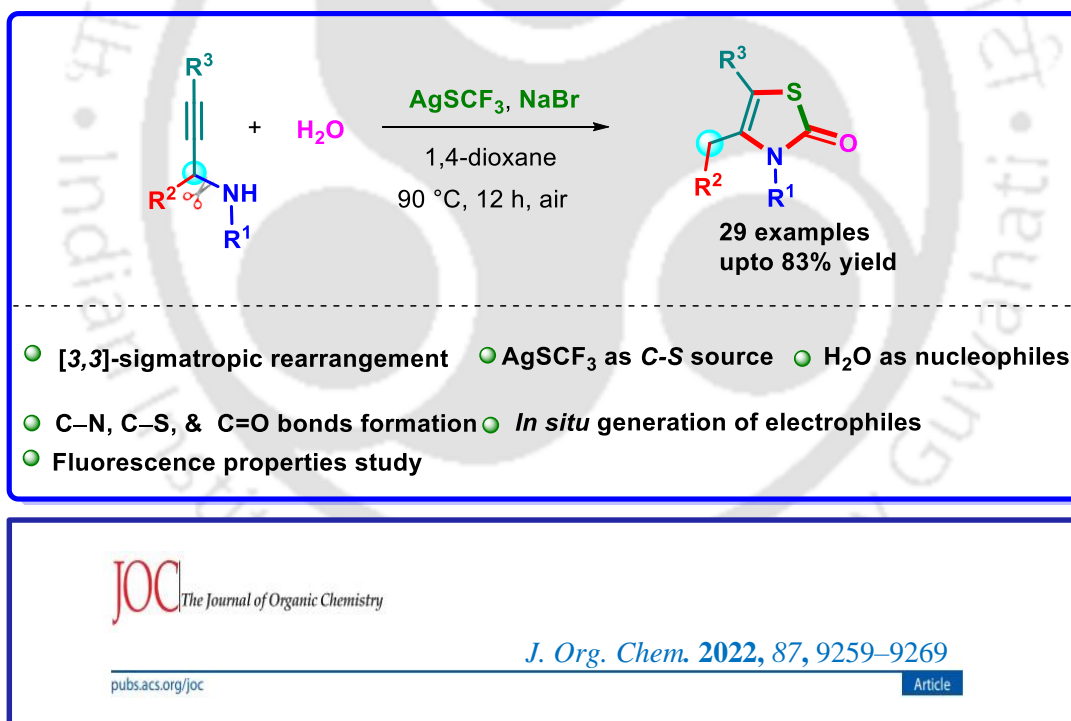 R³
R³
AgSCF₃, NaBr
S
+
H₂O
O
1,4-dioxane
N
R²
NH
R²
90 °C, 12 h, air
R¹
R¹
29 examples
upto 83% yield
[3,3]-sigmatropic rearrangement
AgSCF₃ as C-S source
H₂O as nucleophiles
C–N, C–S, & C=O bonds formation
In situ generation of electrophiles
Fluorescence properties study
JOC The Journal of Organic Chemistry
J. Org. Chem. 2022, 87, 9259–9269
pubs.acs.org/joc
Article
Indian Insti
Guwahati